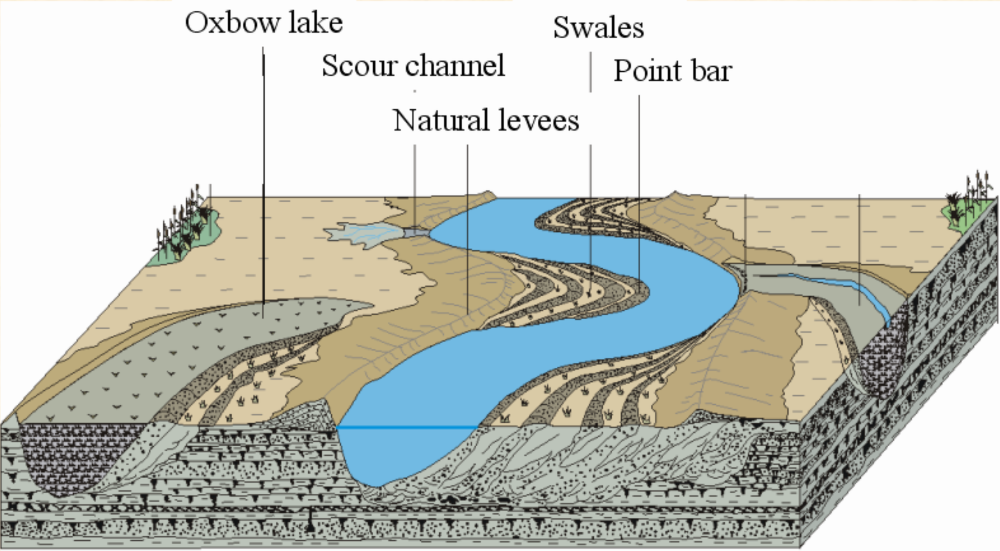 Oxbow lake
Swales
Scour channel
Point bar
Natural levees